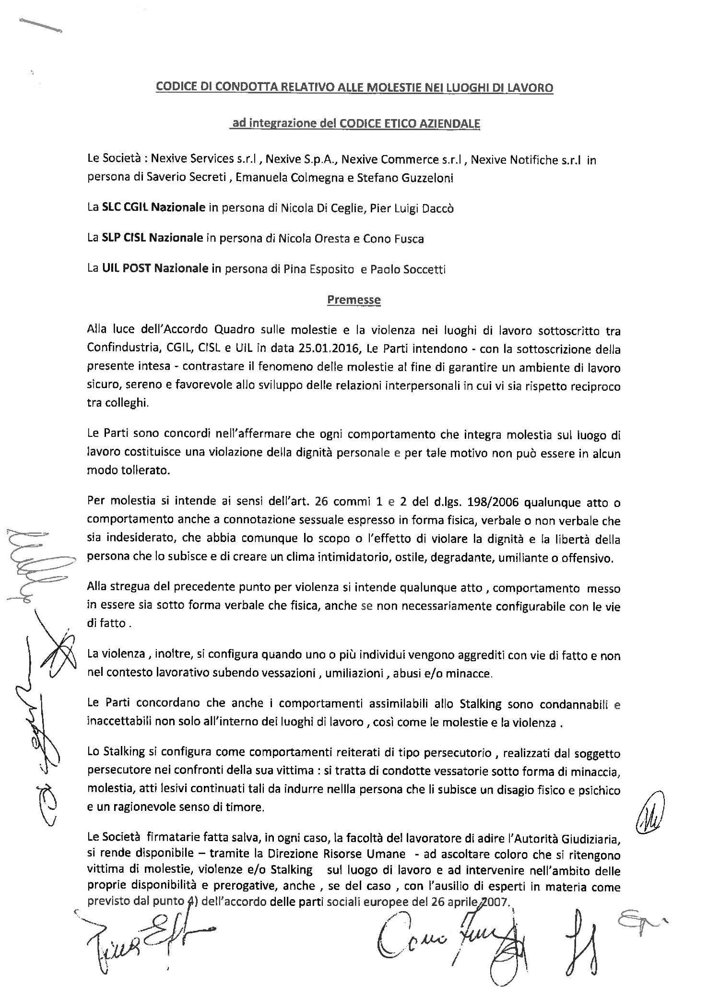 CODICE DI CONDOTTA RELATIVO ALLE MOLESTIE NEI LUOGHI DI LAVORO
ad integrazione del CODICE ETICO AZIENDALE
Le Società : Nexive Services s.r.l , Nexive S.p.A., Nexive Commerce s.r.l , Nexive Notifiche s.r.l in
persona di Saverio Secreti , Emanuela Colmegna e Stefano Guzzeloni
La SLC CGIL Nazionale in persona di Nicola Di Ceglie, Pier Luigi Daccò
La SLP CISL Nazionale in persona di Nicola Oresta e Cono Fusca
La UIL POST Nazionale in persona di Pina Esposito e Paolo Soccetti
Premesse
Alla luce dell'Accordo Quadro sulle molestie e la violenza nei luoghi di lavoro sottoscritto tra
Confindustria, CGIL, CISL e UIL in data 25.01.2016, Le Parti intendono - con la sottoscrizione della
presente intesa - contrastare il fenomeno delle molestie al fine di garantire un ambiente di lavoro
sicuro, sereno e favorevole allo sviluppo delle relazioni interpersonali in cui vi sia rispetto reciproco
tra colleghi.
Le Parti sono concordi nell'affermare che ogni comportamento che integra molestia sul luogo di
lavoro costituisce una violazione della dignità personale e per tale motivo non può essere in alcun
modo tollerato.
Per molestia si intende ai sensi dell'art. 26 commi 1 e 2 del d.lgs. 198/2006 qualunque atto o
comportamento anche a connotazione sessuale espresso in forma fisica, verbale o non verbale che
sia indesiderato, che abbia comunque lo scopo o l'effetto di violare la dignità e la libertà della
persona che lo subisce e di creare un clima intimidatorio, ostile, degradante, umiliante o offensivo.
Alla stregua del precedente punto per violenza si intende qualunque atto , comportamento messo
in essere sia sotto forma verbale che fisica, anche se non necessariamente configurabile con le vie
di fatto .
La violenza , inoltre, si configura quando uno o più individui vengono aggrediti con vie di fatto e non
nel contesto lavorativo subendo vessazioni , umiliazioni , abusi e/o minacce.
Le Parti concordano che anche i comportamenti assimilabili allo Stalking sono condannabili e
inaccettabili non solo all'interno dei luoghi di lavoro , così come le molestie e la violenza .
Lo Stalking si configura come comportamenti reiterati di tipo persecutorio , realizzati dal soggetto
persecutore nei confronti della sua vittima : si tratta di condotte vessatorie sotto forma di minaccia,
molestia, atti lesivi continuati tali da indurre nellla persona che li subisce un disagio fisico e psichico
e un ragionevole senso di timore.
Le Società firmatarie fatta salva, in ogni caso, la facoltà del lavoratore di adire l'Autorità Giudiziaria,
si rende disponibile – tramite la Direzione Risorse Umane - ad ascoltare coloro che si ritengono
vittima di molestie, violenze e/o Stalking sul luogo di lavoro e ad intervenire nell'ambito delle
proprie disponibilità e prerogative, anche , se del caso , con l'ausilio di esperti in materia come
previsto dal punto 4) dell'accordo delle parti sociali europee del 26 aprile 2007.
Cono